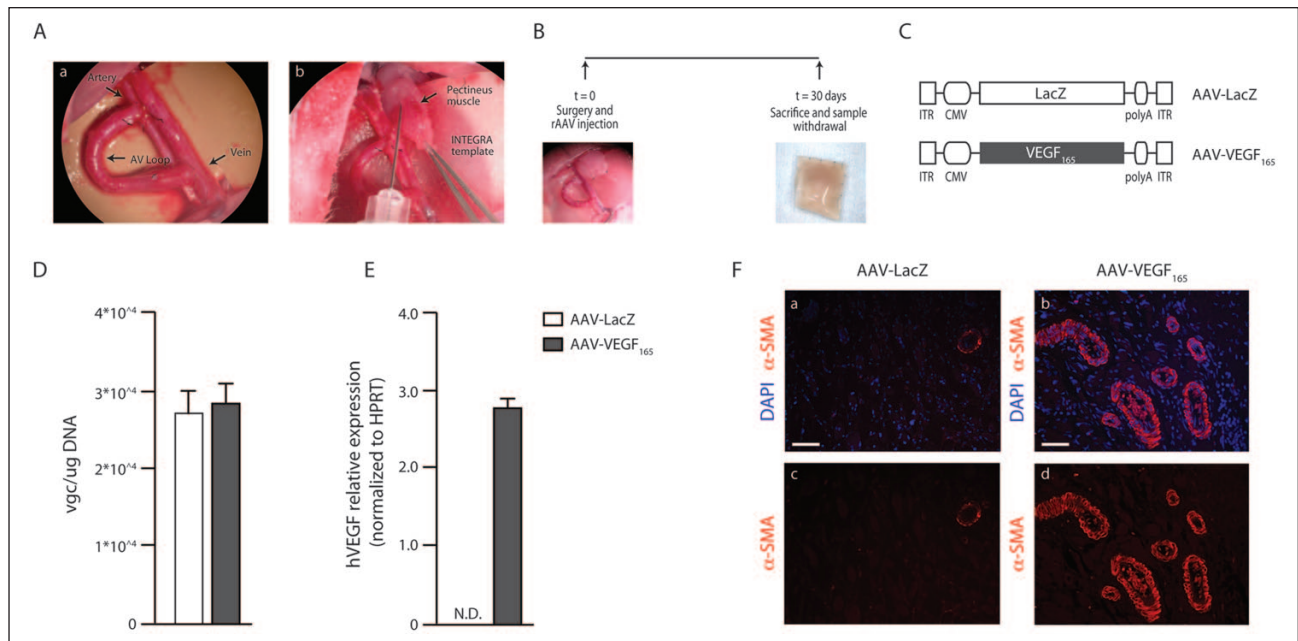 A
B
C
a
Artery
AV Loop
Vein
b
Pectineus
muscle
INTEGRA
template
t = 0
Surgery and
rAAV injection
t = 30 days
Sacrifice and sample
withdrawal
LacZ
AAV-LacZ
ITR CMV polyA ITR
VEGF₁₆₅
AAV-VEGF₁₆₅
ITR CMV polyA ITR
D
vgc/ug DNA
4*10^4
3*10^4
2*10^4
1*10^4
0
E
hVEGF relative expression
(normalized to HPRT)
4.0
3.0
2.0
1.0
0
N.D.
AAV-LacZ
AAV-VEGF₁₆₅
F
AAV-LacZ
AAV-VEGF₁₆₅
DAPI α-SMA
a
DAPI α-SMA
b
α-SMA
c
α-SMA
d